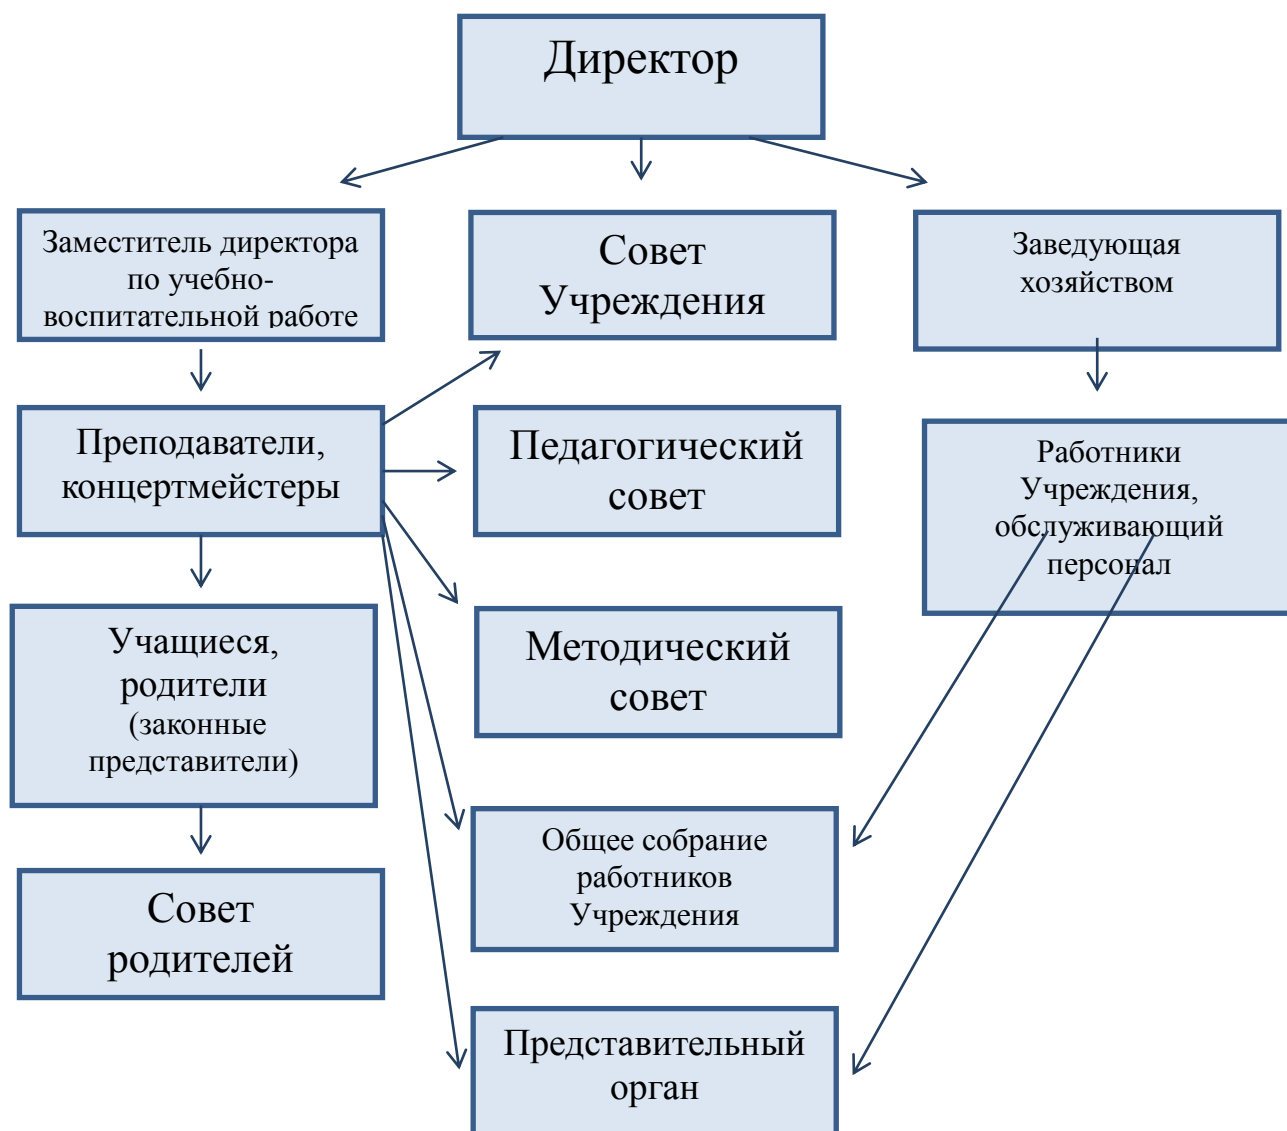 Директор
Заместитель директора
по учебно-
воспитательной работе
Совет
Учреждения
Заведующая
хозяйством
Преподаватели,
концертмейстеры
Педагогический
совет
Работники
Учреждения,
обслуживающий
персонал
Учащиеся,
родители
(законные
представители)
Методический
совет
Общее собрание
работников
Учреждения
Совет
родителей
Представительный
орган